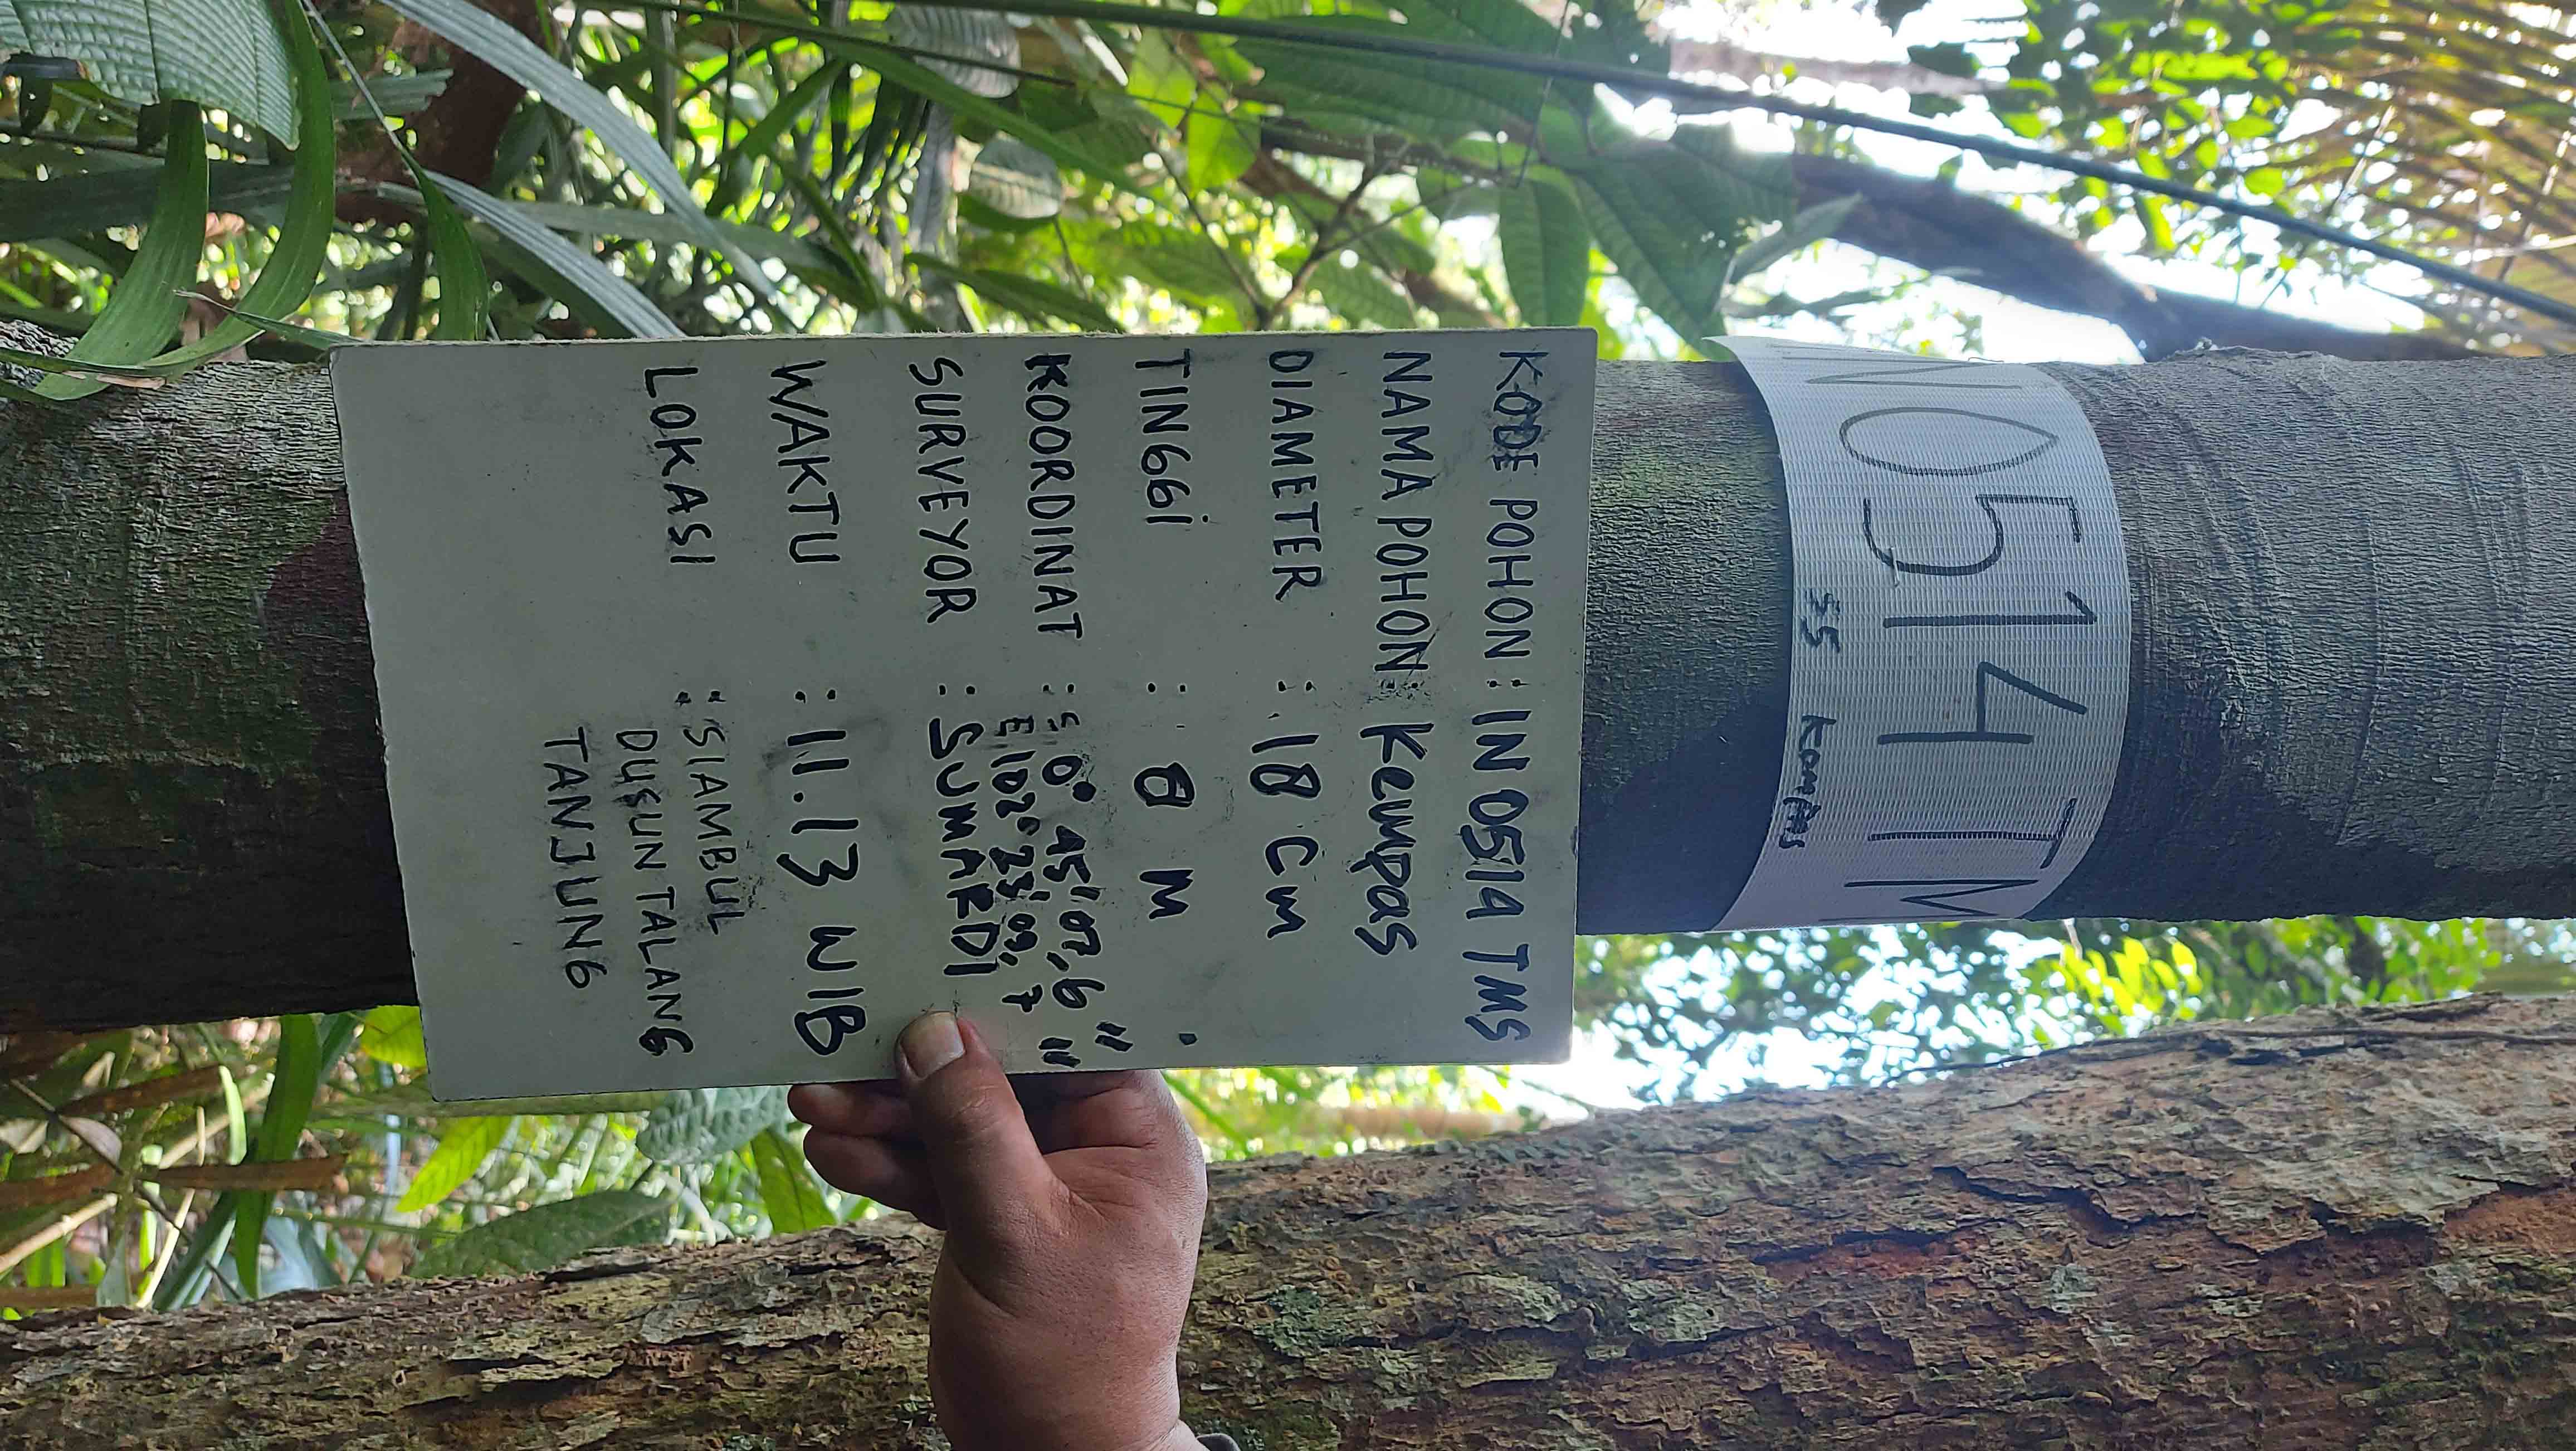 N0514TM
55 Kompas
KODE POHON : IN 0514 TMS
NAMA POHON : Kempas
DIAMETER : 18 Cm
TINGGi : 8 M
KOORDINAT : S 0° 45' 07,6 "
E 102° 23' 09,7 "
SURVEYOR : SUMARDI
WAKTU : 11.13 WIB
LOKASI : SIAMBUL
DUSUN TALANG
TANJUNG